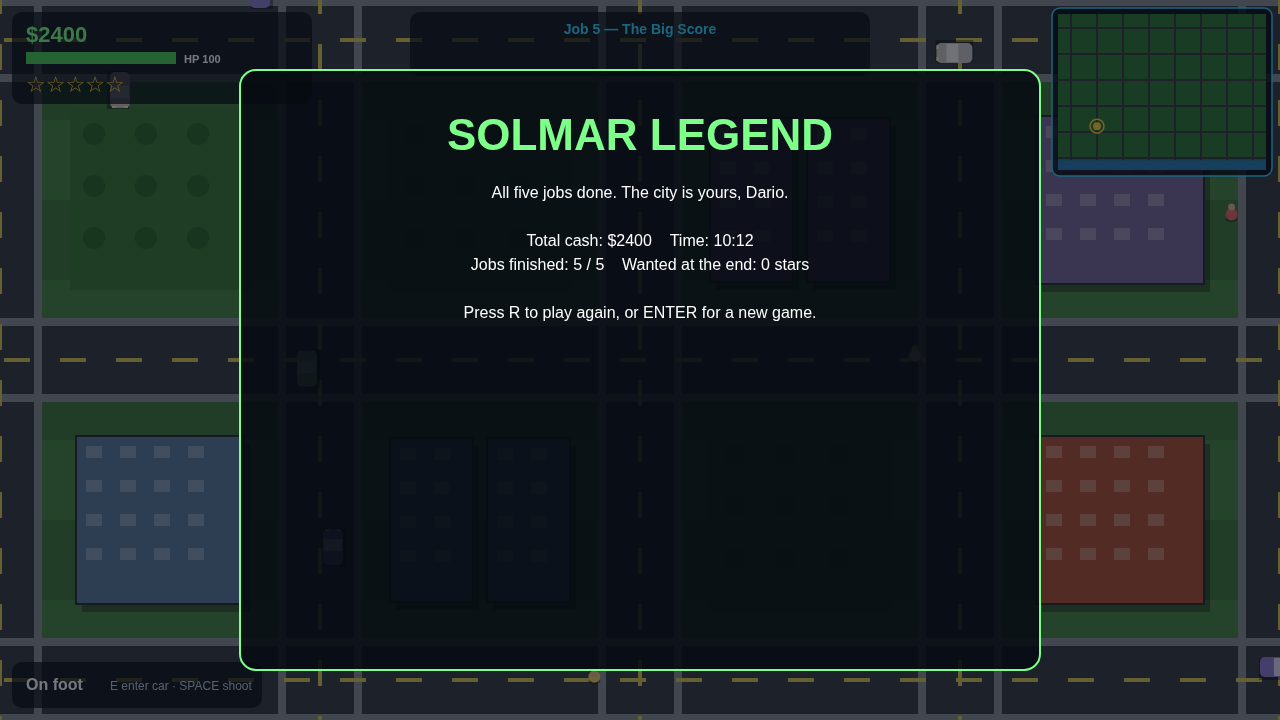 $2400
HP 100
☆☆☆☆☆
Job 5 — The Big Score
SOLMAR LEGEND
All five jobs done. The city is yours, Dario.
Total cash: $2400    Time: 10:12
Jobs finished: 5 / 5    Wanted at the end: 0 stars
Press R to play again, or ENTER for a new game.
On foot
E enter car · SPACE shoot